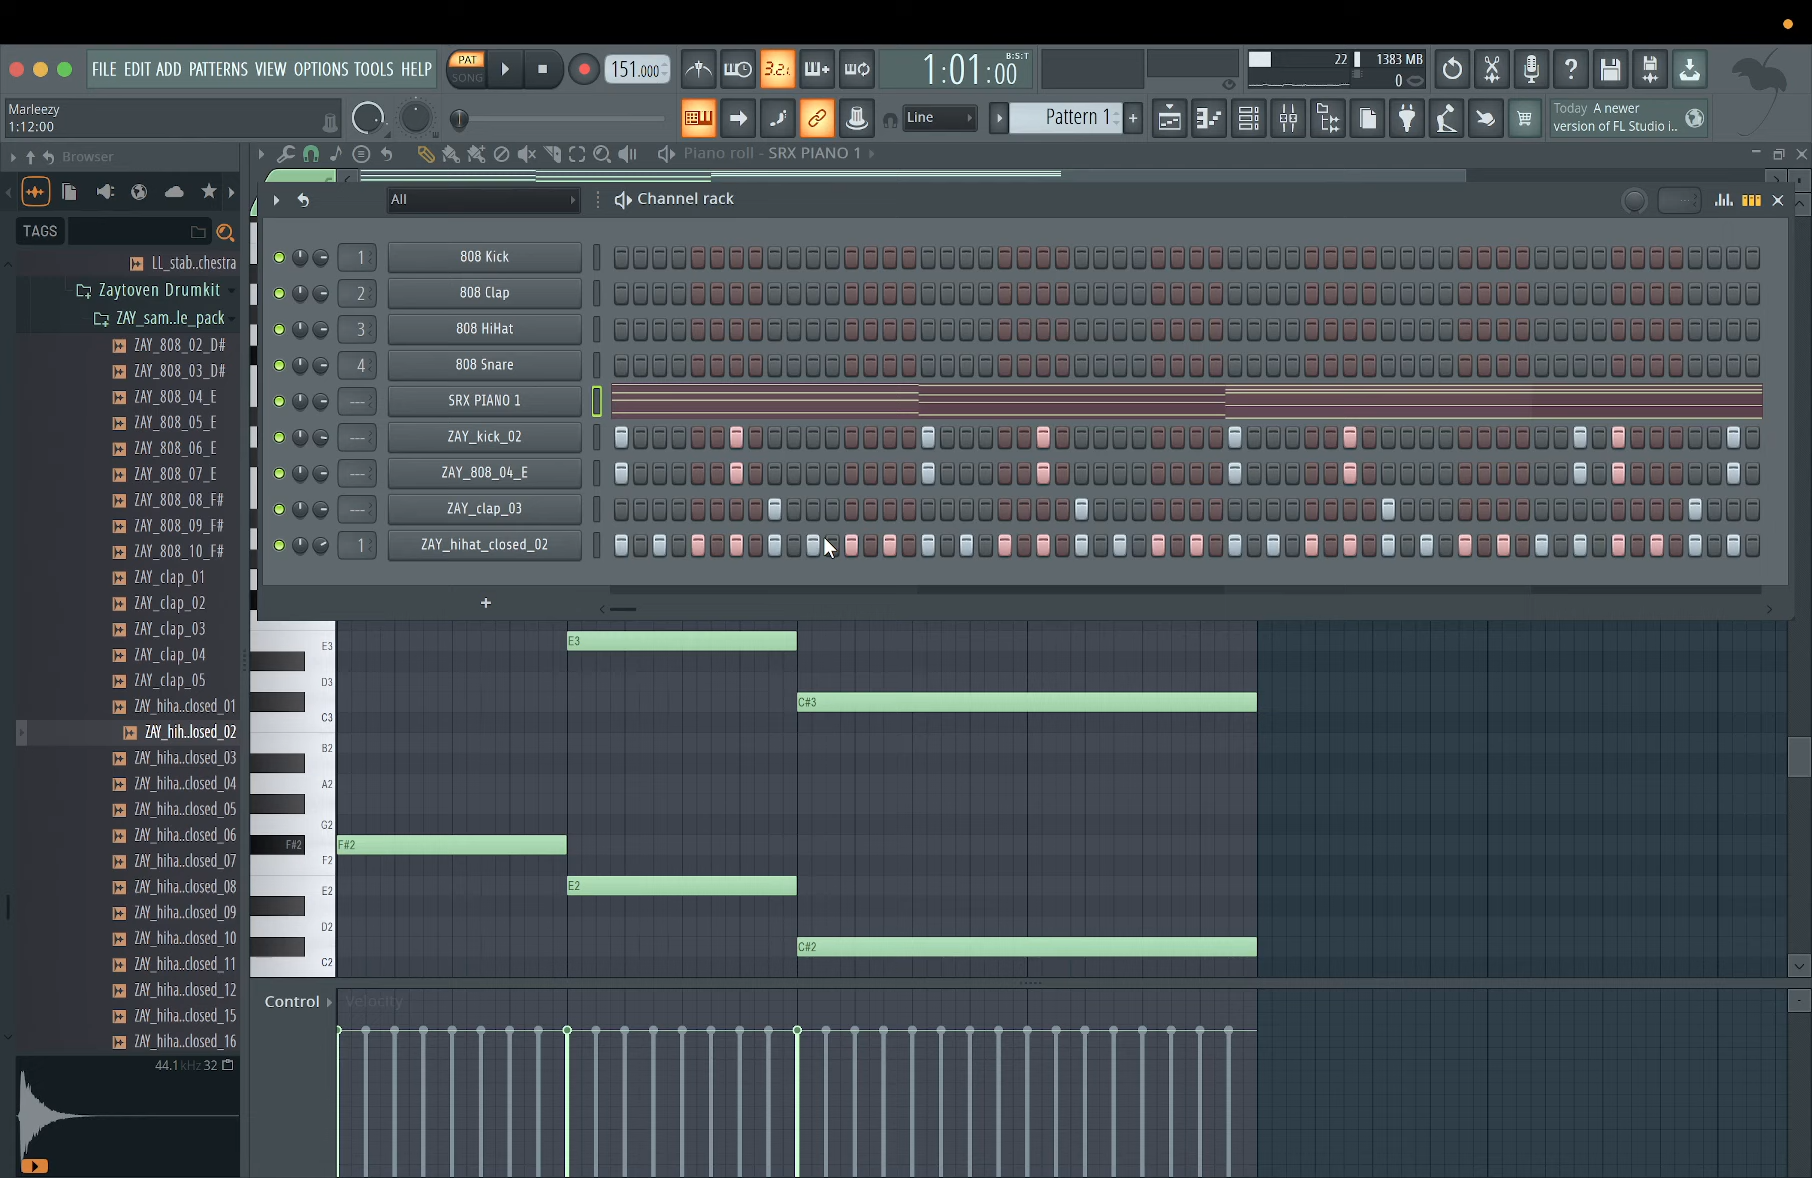 FILE EDIT ADD PATTERNS VIEW OPTIONS TOOLS HELP
PAT
SONG
151.000
3.2.
1:01:00
B:S:T
22
1383 MB
0
Marleezy
1:12:00
Line
Pattern 1
+
Today A newer
version of FL Studio i..
Browser
Piano roll - SRX PIANO 1
All
Channel rack
TAGS
LL_stab..chestra
Zaytoven Drumkit
ZAY_sam..le_pack
ZAY_808_02_D#
ZAY_808_03_D#
ZAY_808_04_E
ZAY_808_05_E
ZAY_808_06_E
ZAY_808_07_E
ZAY_808_08_F#
ZAY_808_09_F#
ZAY_808_10_F#
ZAY_clap_01
ZAY_clap_02
ZAY_clap_03
ZAY_clap_04
ZAY_clap_05
ZAY_hiha..closed_01
ZAY_hih..losed_02
ZAY_hiha..closed_03
ZAY_hiha..closed_04
ZAY_hiha..closed_05
ZAY_hiha..closed_06
ZAY_hiha..closed_07
ZAY_hiha..closed_08
ZAY_hiha..closed_09
ZAY_hiha..closed_10
ZAY_hiha..closed_11
ZAY_hiha..closed_12
ZAY_hiha..closed_15
ZAY_hiha..closed_16
44.1kHz 32
1 808 Kick
2 808 Clap
3 808 HiHat
4 808 Snare
--- SRX PIANO 1
--- ZAY_kick_02
--- ZAY_808_04_E
--- ZAY_clap_03
1 ZAY_hihat_closed_02
+
E3 E3
D3
C#3
C3
B2
A2
G2
F#2 F#2
F2
E2 E2
D2
C#2
C2
Control Velocity